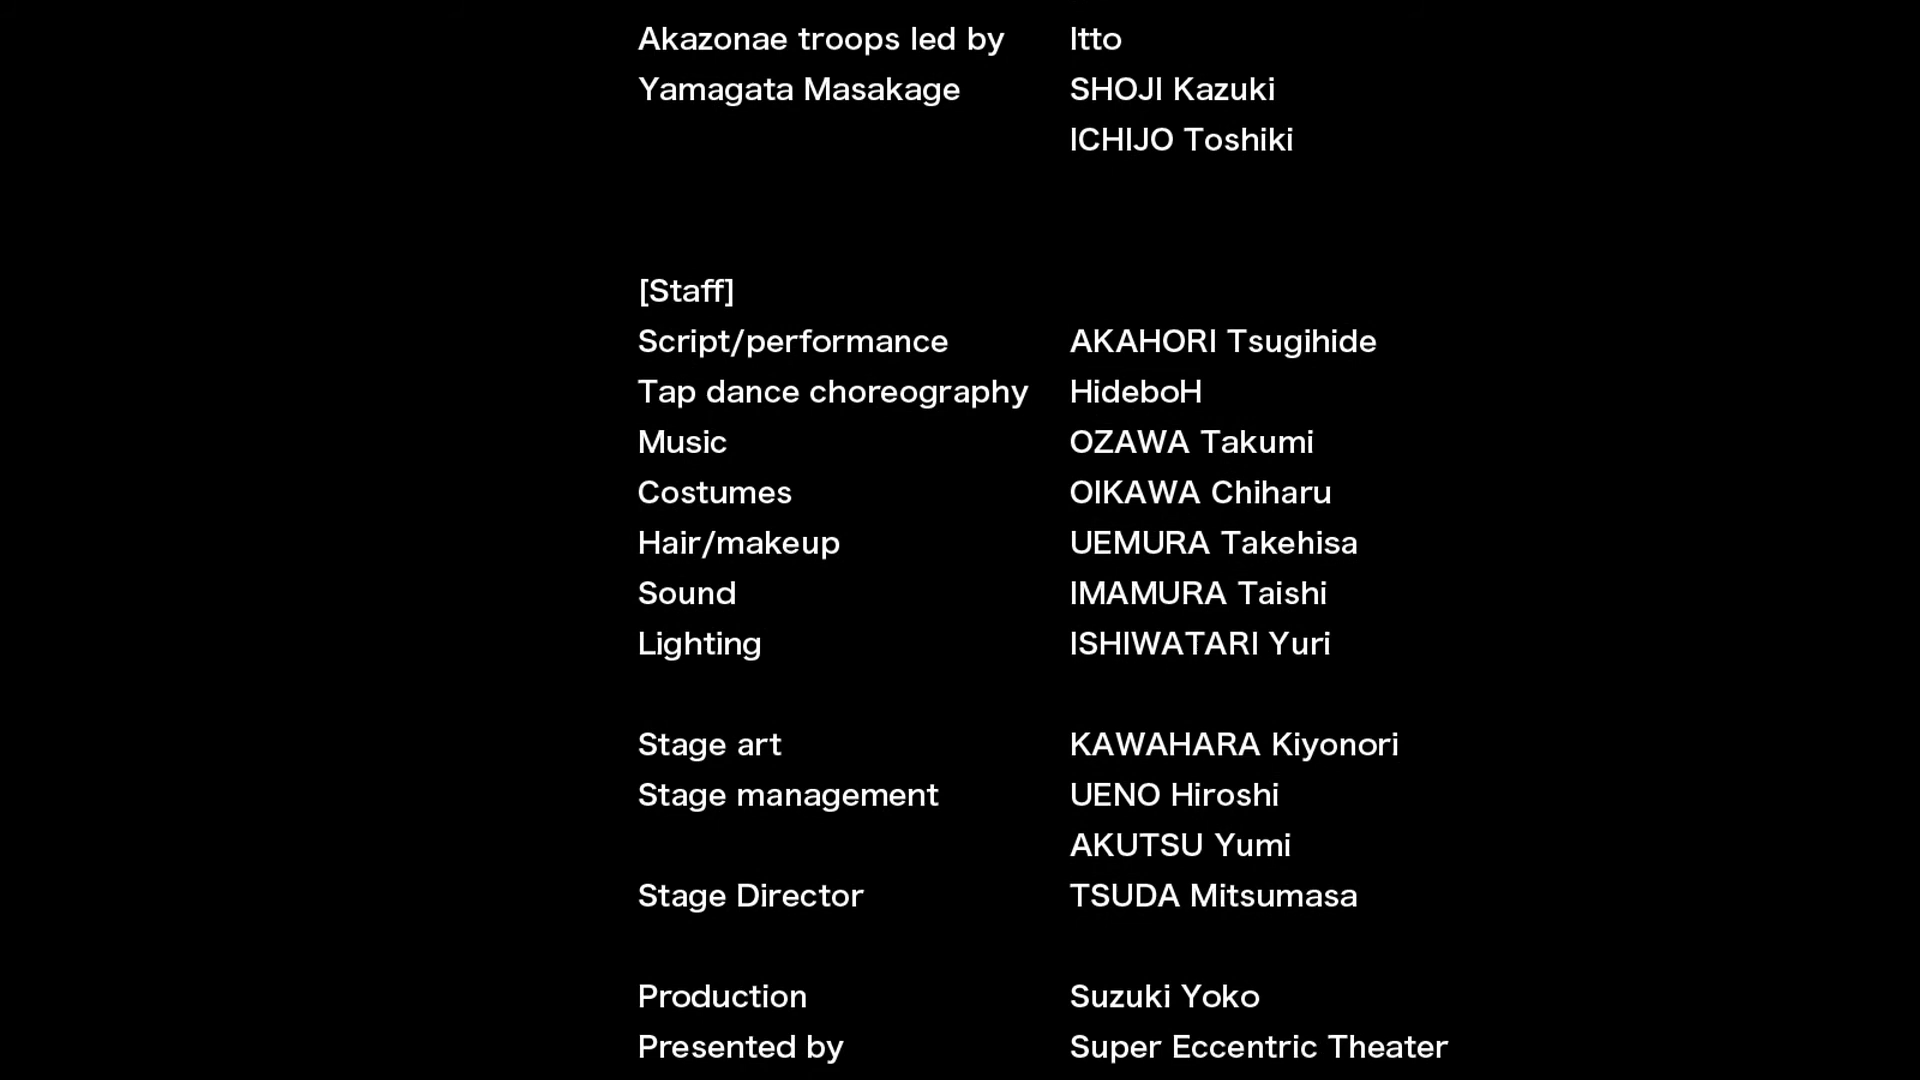 Akazonae troops led by Itto
Yamagata Masakage SHOJI Kazuki
ICHIJO Toshiki
[Staff]
Script/performance AKAHORI Tsugihide
Tap dance choreography HideboH
Music OZAWA Takumi
Costumes OIKAWA Chiharu
Hair/makeup UEMURA Takehisa
Sound IMAMURA Taishi
Lighting ISHIWATARI Yuri
Stage art KAWAHARA Kiyonori
Stage management UENO Hiroshi
AKUTSU Yumi
Stage Director TSUDA Mitsumasa
Production Suzuki Yoko
Presented by Super Eccentric Theater